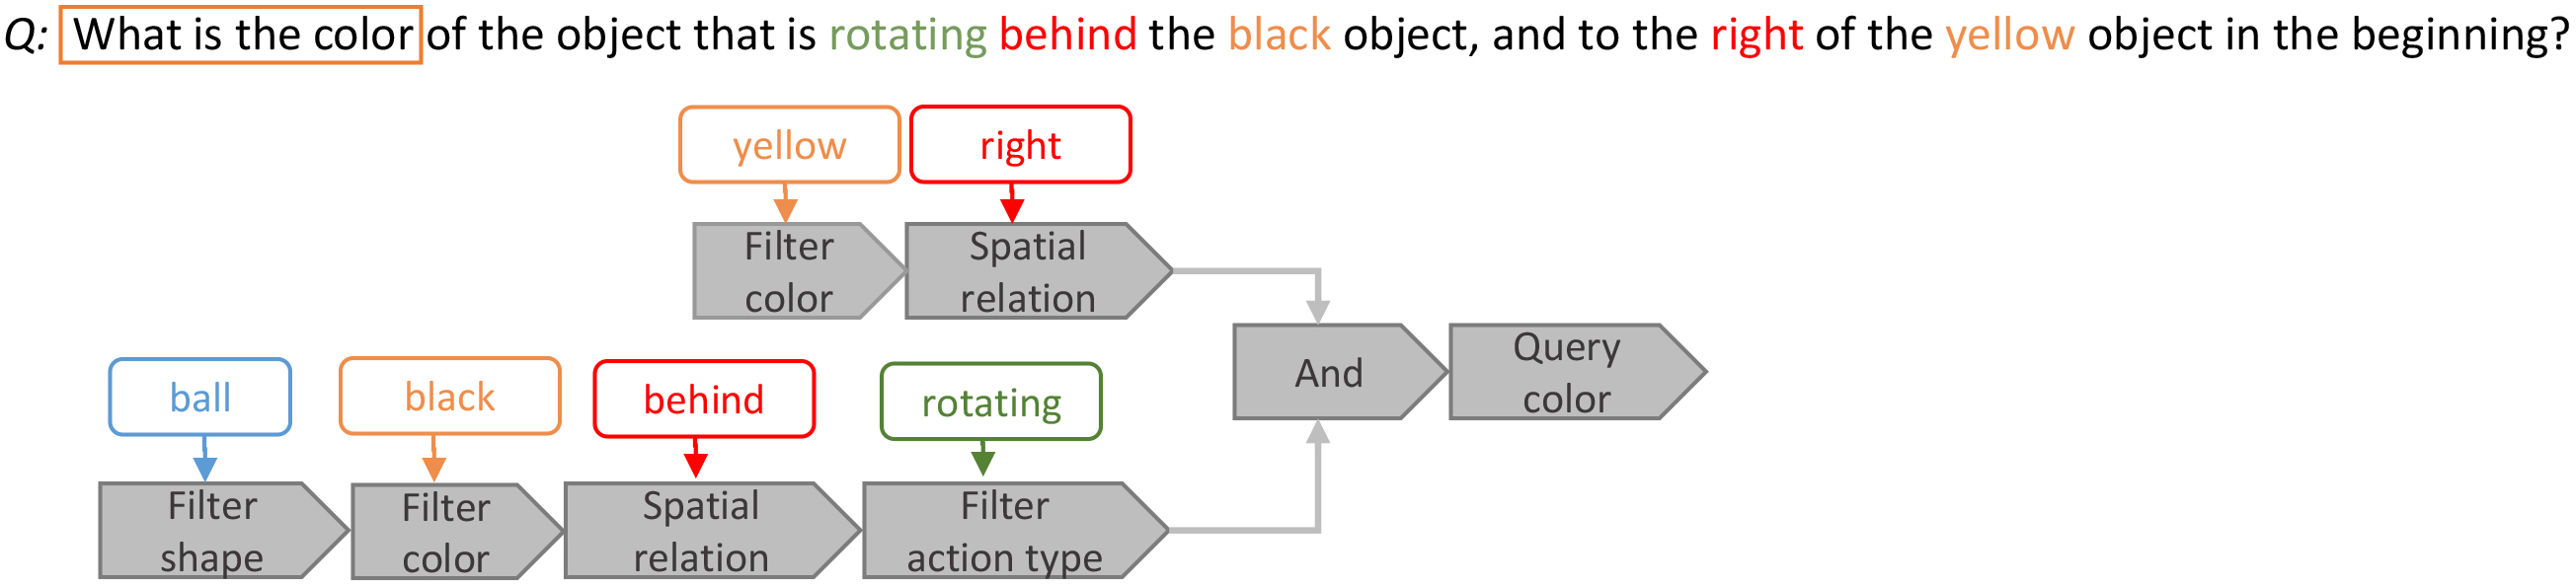 Q: What is the color of the object that is rotating behind the black object, and to the right of the yellow object in the beginning?
yellow
right
Filter
color
Spatial
relation
And
Query
color
ball
black
behind
rotating
Filter
shape
Filter
color
Spatial
relation
Filter
action type